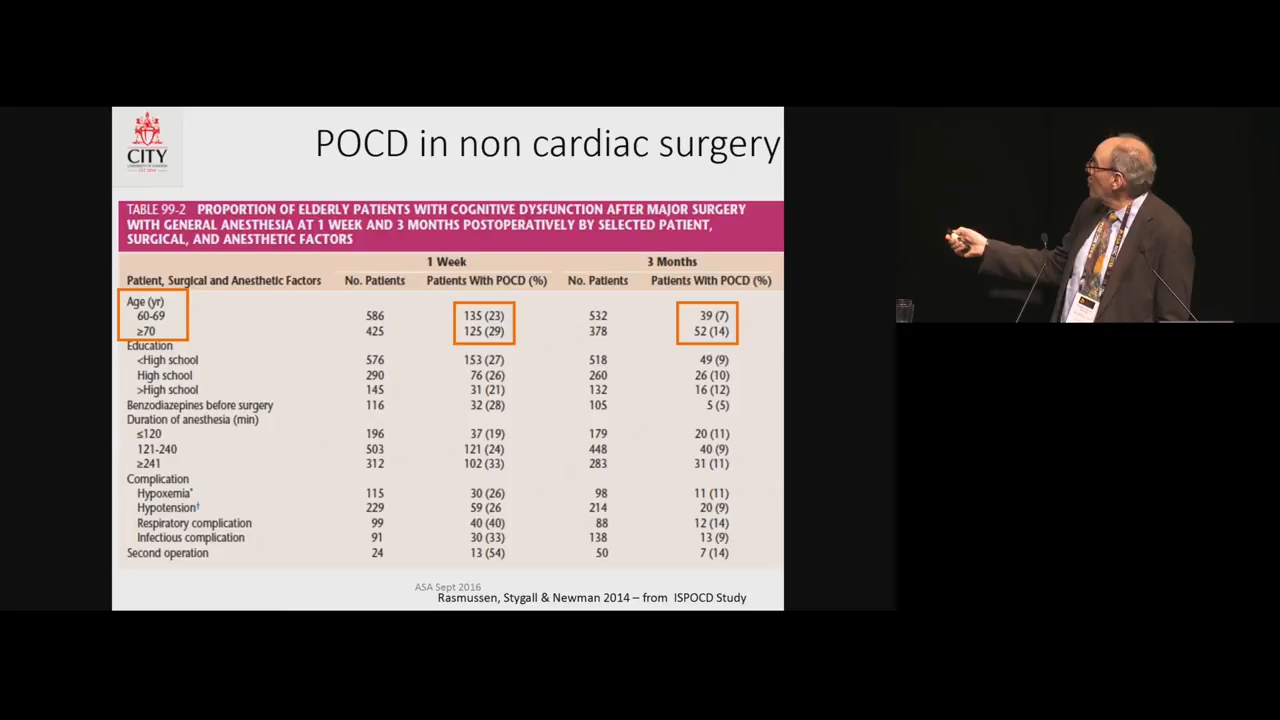 CITY
POCD in non cardiac surgery
TABLE 99-2 PROPORTION OF ELDERLY PATIENTS WITH COGNITIVE DYSFUNCTION AFTER MAJOR SURGERY
WITH GENERAL ANESTHESIA AT 1 WEEK AND 3 MONTHS POSTOPERATIVELY BY SELECTED PATIENT,
SURGICAL, AND ANESTHETIC FACTORS
1 Week 3 Months
Patient, Surgical and Anesthetic Factors No. Patients Patients With POCD (%) No. Patients Patients With POCD (%)
Age (yr)
60-69 586 135 (23) 532 39 (7)
≥70 425 125 (29) 378 52 (14)
Education
<High school 576 153 (27) 518 49 (9)
High school 290 76 (26) 260 26 (10)
>High school 145 31 (21) 132 16 (12)
Benzodiazepines before surgery 116 32 (28) 105 5 (5)
Duration of anesthesia (min)
≤120 196 37 (19) 179 20 (11)
121-240 503 121 (24) 448 40 (9)
≥241 312 102 (33) 283 31 (11)
Complication
Hypoxemia* 115 30 (26) 98 11 (11)
Hypotension† 229 59 (26 214 20 (9)
Respiratory complication 99 40 (40) 88 12 (14)
Infectious complication 91 30 (33) 138 13 (9)
Second operation 24 13 (54) 50 7 (14)
ASA Sept 2016
Rasmussen, Stygall & Newman 2014 – from ISPOCD Study